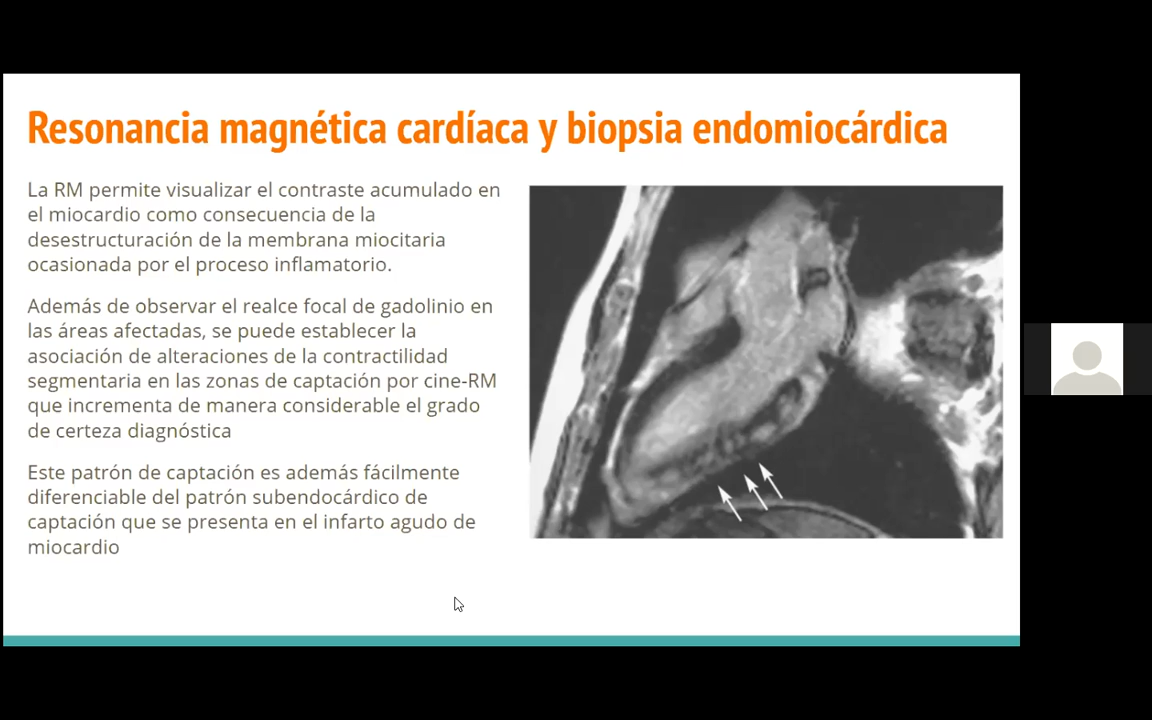 Resonancia magnética cardíaca y biopsia endomiocárdica
La RM permite visualizar el contraste acumulado en
el miocardio como consecuencia de la
desestructuración de la membrana miocitaria
ocasionada por el proceso inflamatorio.
Además de observar el realce focal de gadolinio en
las áreas afectadas, se puede establecer la
asociación de alteraciones de la contractilidad
segmentaria en las zonas de captación por cine-RM
que incrementa de manera considerable el grado
de certeza diagnóstica
Este patrón de captación es además fácilmente
diferenciable del patrón subendocárdico de
captación que se presenta en el infarto agudo de
miocardio